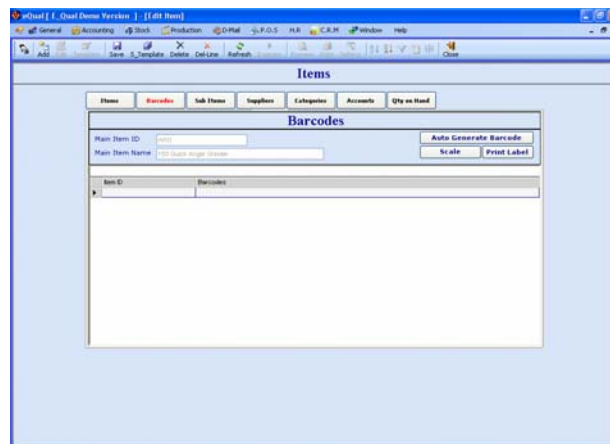 eQual [ E_Qual Demo Version ] - [Edit Item]
General Accounting Stock Production D-Mail P.O.S H.R C.R.M Window Help
Add Save S_Template Delete Del-Line Refresh Close
Items
Items Barcodes Sub Items Suppliers Categories Accounts Qty on Hand
Barcodes
Main Item ID Auto Generate Barcode
Main Item Name Scale Print Label
Item ID Barcodes